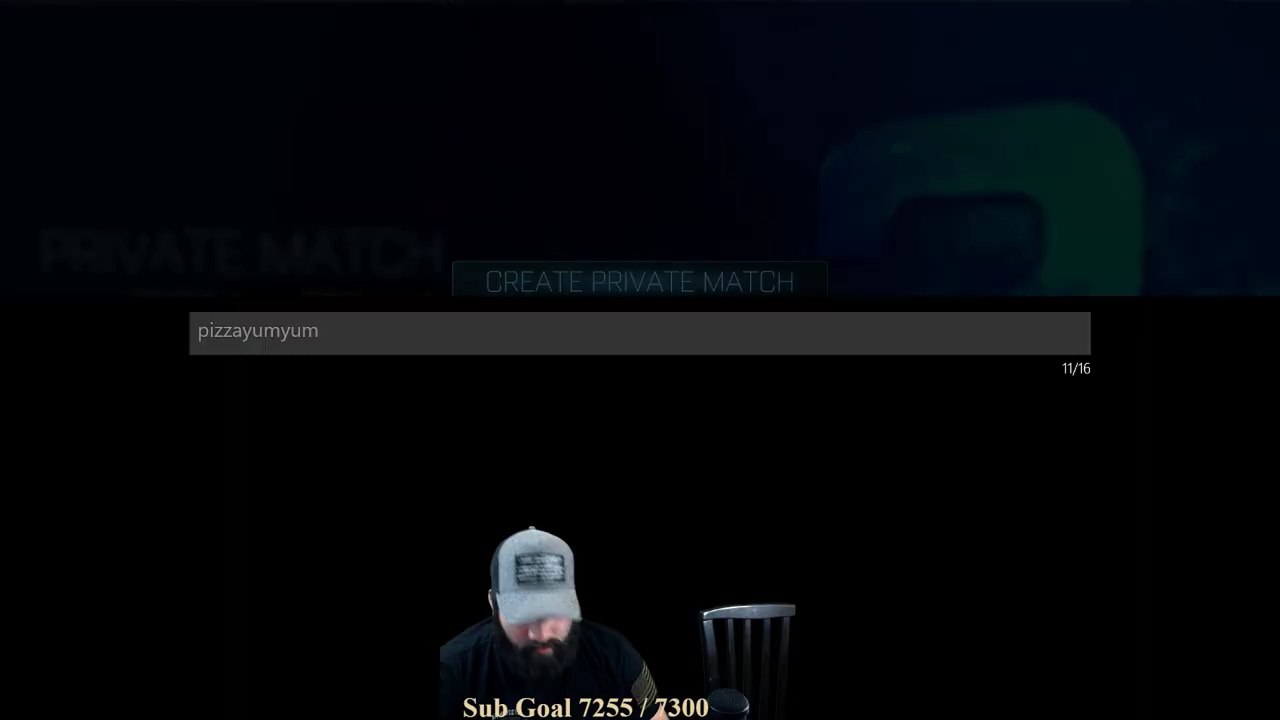 PRIVATE MATCH
CREATE PRIVATE MATCH
pizzayumyum
11/16
Sub Goal 7255 / 7300